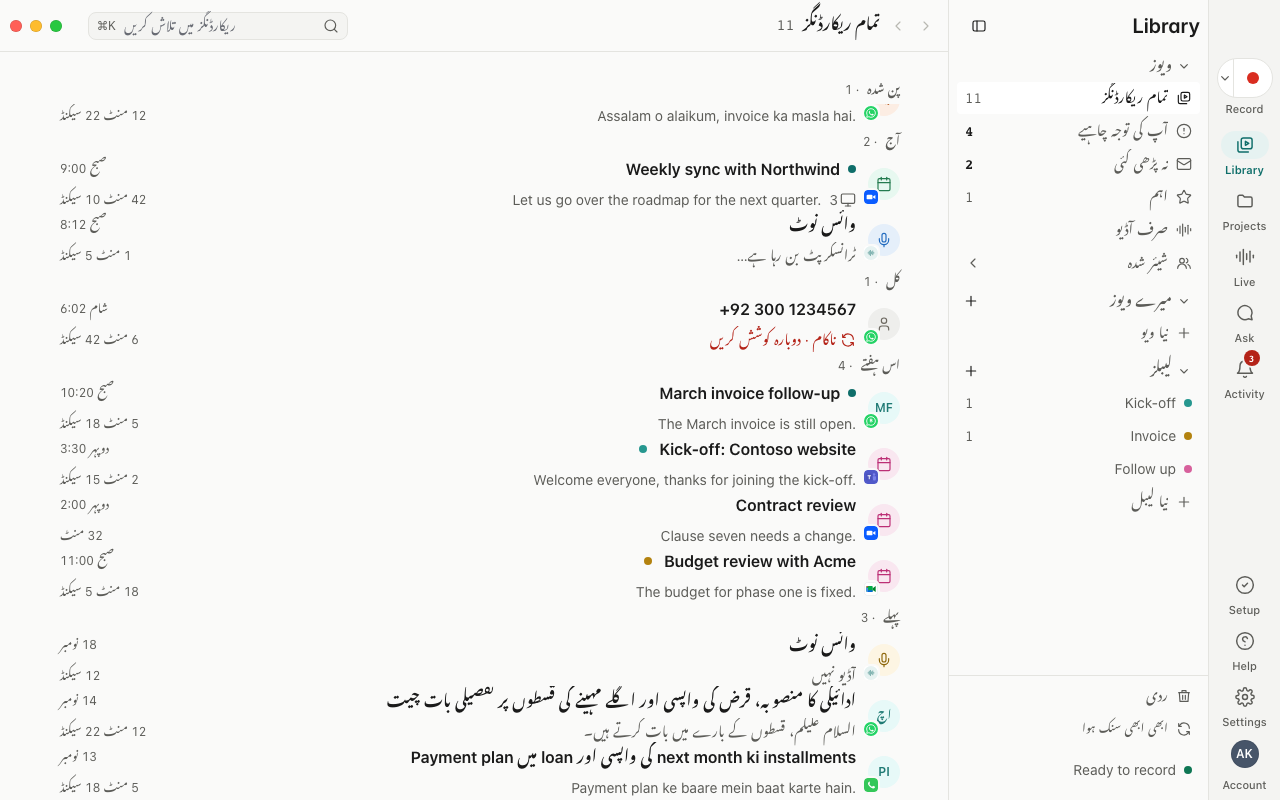 Library
Record
Library
Projects
Live
Ask
3
Activity
Setup
Help
Settings
AK
Account
ویوز
تمام ریکارڈنگز 11
آپ کی توجہ چاہیے 4
نہ پڑھی گئی 2
اہم 1
صرف آڈیو
شیئر شدہ
میرے ویوز
نیا ویو
لیبلز
Kick-off 1
Invoice 1
Follow up
نیا لیبل
ردی
ابھی ابھی سنک ہوا
Ready to record
تمام ریکارڈنگز 11
ریکارڈنگز میں تلاش کریں ⌘K
پن شدہ · 1
Assalam o alaikum, invoice ka masla hai.
12 منٹ 22 سیکنڈ
آج · 2
Weekly sync with Northwind
9:00 صبح
Let us go over the roadmap for the next quarter. 3
42 منٹ 10 سیکنڈ
وائس نوٹ
8:12 صبح
ٹرانسکرپٹ بن رہا ہے…
1 منٹ 5 سیکنڈ
کل · 1
+92 300 1234567
6:02 شام
ناکام · دوبارہ کوشش کریں
6 منٹ 42 سیکنڈ
اس ہفتے · 4
MF
March invoice follow-up
10:20 صبح
The March invoice is still open.
5 منٹ 18 سیکنڈ
Kick-off: Contoso website
3:30 دوپہر
Welcome everyone, thanks for joining the kick-off.
2 منٹ 15 سیکنڈ
Contract review
2:00 دوپہر
Clause seven needs a change.
32 منٹ
Budget review with Acme
11:00 صبح
The budget for phase one is fixed.
18 منٹ 5 سیکنڈ
پہلے · 3
وائس نوٹ
18 نومبر
آڈیو نہیں
12 سیکنڈ
اچ
ادائیگی کا منصوبہ، قرض کی واپسی اور اگلے مہینے کی قسطوں پر تفصیلی بات چیت
14 نومبر
السلام علیکم، قسطوں کے بارے میں بات کرتے ہیں۔
12 منٹ 22 سیکنڈ
PI
Payment plan میں loan کی واپسی اور next month ki installments
13 نومبر
Payment plan ke baare mein baat karte hain.
5 منٹ 18 سیکنڈ